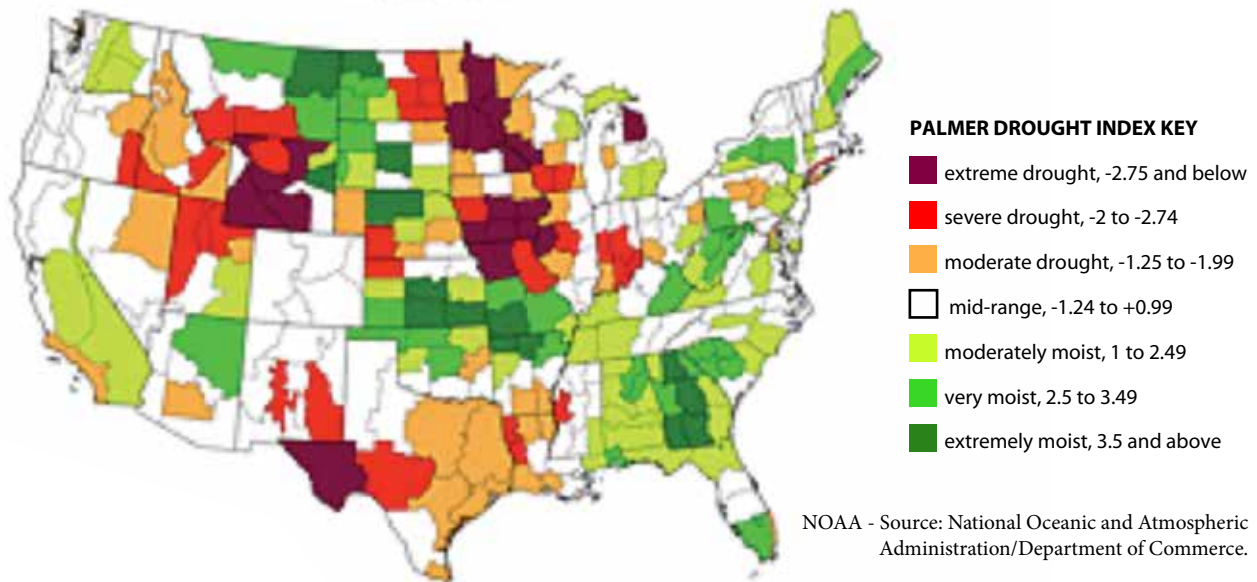 PALMER DROUGHT INDEX KEY
extreme drought, -2.75 and below
severe drought, -2 to -2.74
moderate drought, -1.25 to -1.99
mid-range, -1.24 to +0.99
moderately moist, 1 to 2.49
very moist, 2.5 to 3.49
extremely moist, 3.5 and above
NOAA - Source: National Oceanic and Atmospheric
Administration/Department of Commerce.